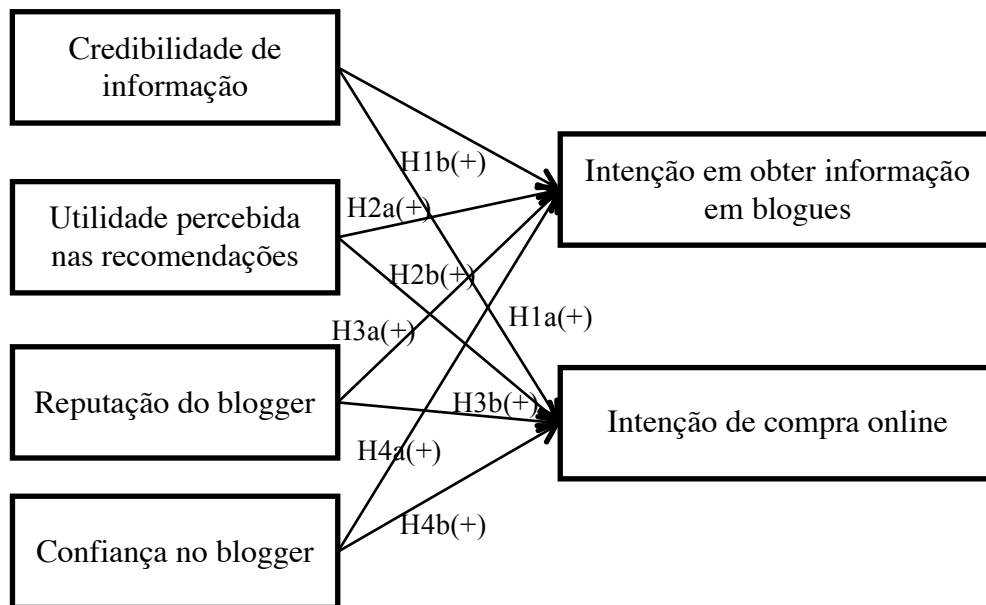 Credibilidade de
informação
Utilidade percebida
nas recomendações
Reputação do blogger
Confiança no blogger
H1b(+)
H2a(+)
H2b(+)
H1a(+)
H3a(+)
H3b(+)
H4a(+)
H4b(+)
Intenção em obter informação
em blogues
Intenção de compra online